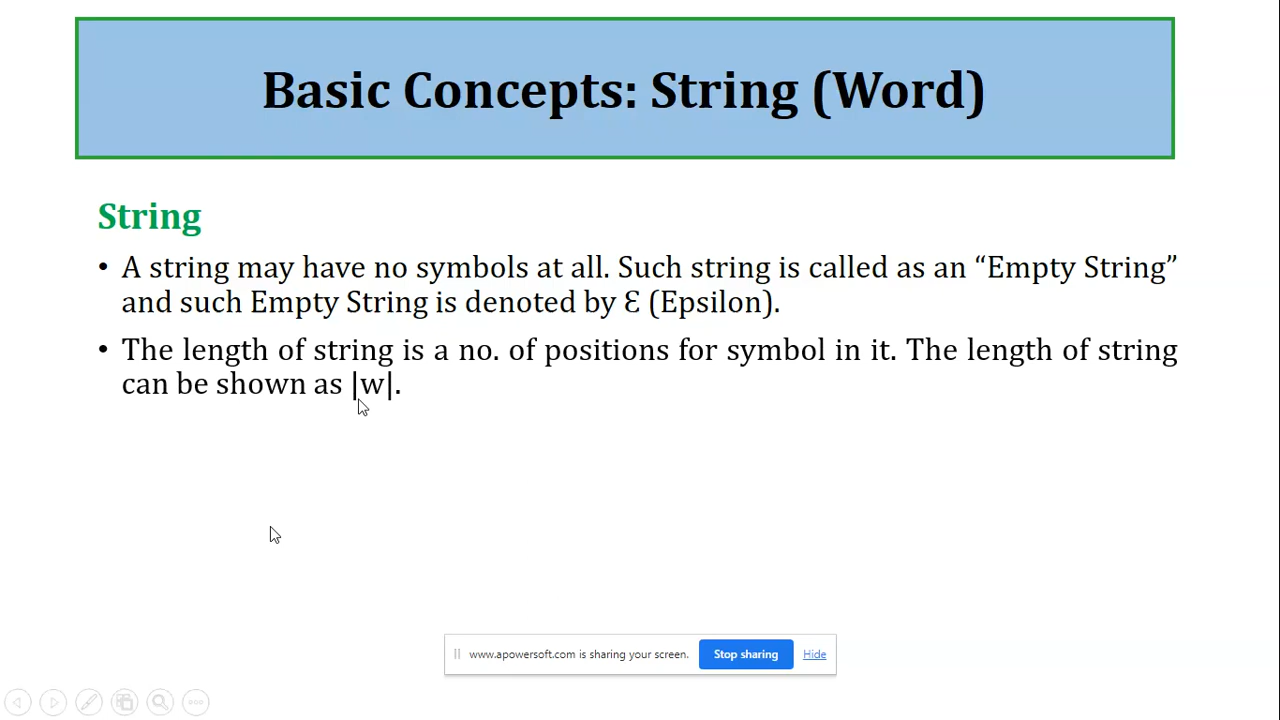 Basic Concepts: String (Word)
String
• A string may have no symbols at all. Such string is called as an “Empty String”
and such Empty String is denoted by Ɛ (Epsilon).
• The length of string is a no. of positions for symbol in it. The length of string
can be shown as |w|.
www.apowersoft.com is sharing your screen. Stop sharing Hide